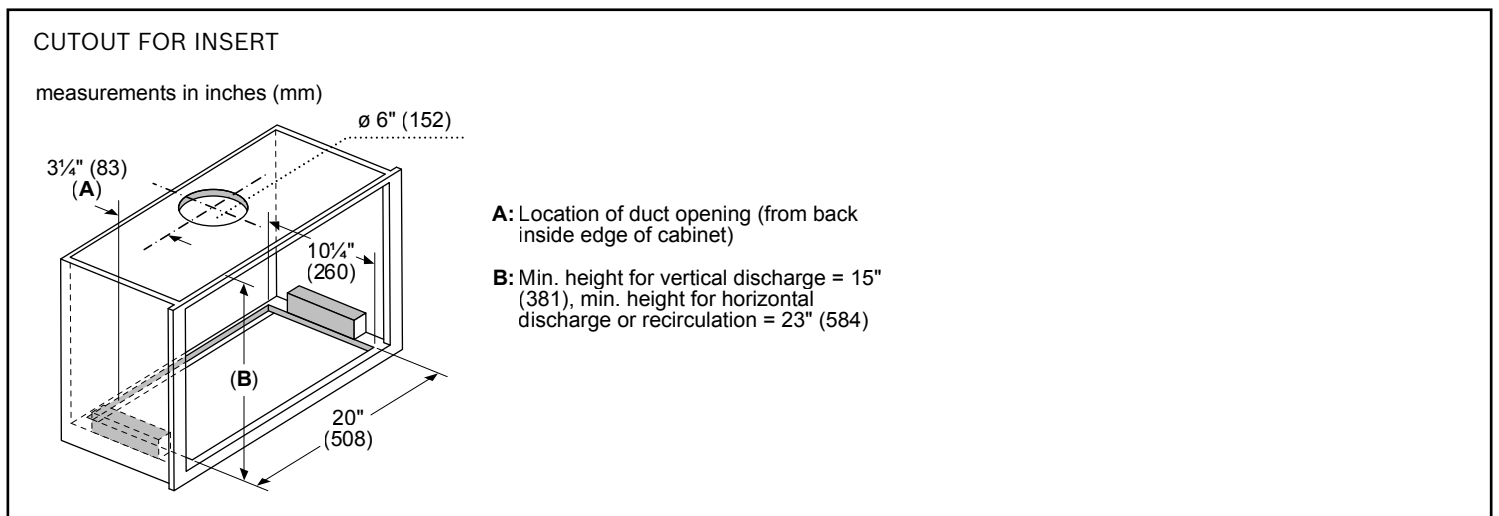 CUTOUT FOR INSERT
measurements in inches (mm)
ø 6" (152)
3¼" (83)
(A)
10¼"
(260)
(B)
20"
(508)
A: Location of duct opening (from back
inside edge of cabinet)
B: Min. height for vertical discharge = 15"
(381), min. height for horizontal
discharge or recirculation = 23" (584)